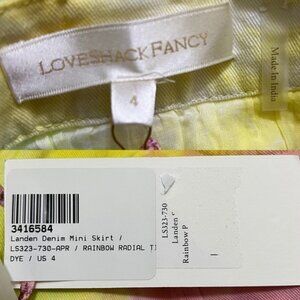 LOVESHACKFANCY
4
Made In India
3416584
Landen Denim Mini Skirt /
LS323-730-APR / RAINBOW RADIAL TI
DYE / US 4
LS323-730
Landen
Rainbow P